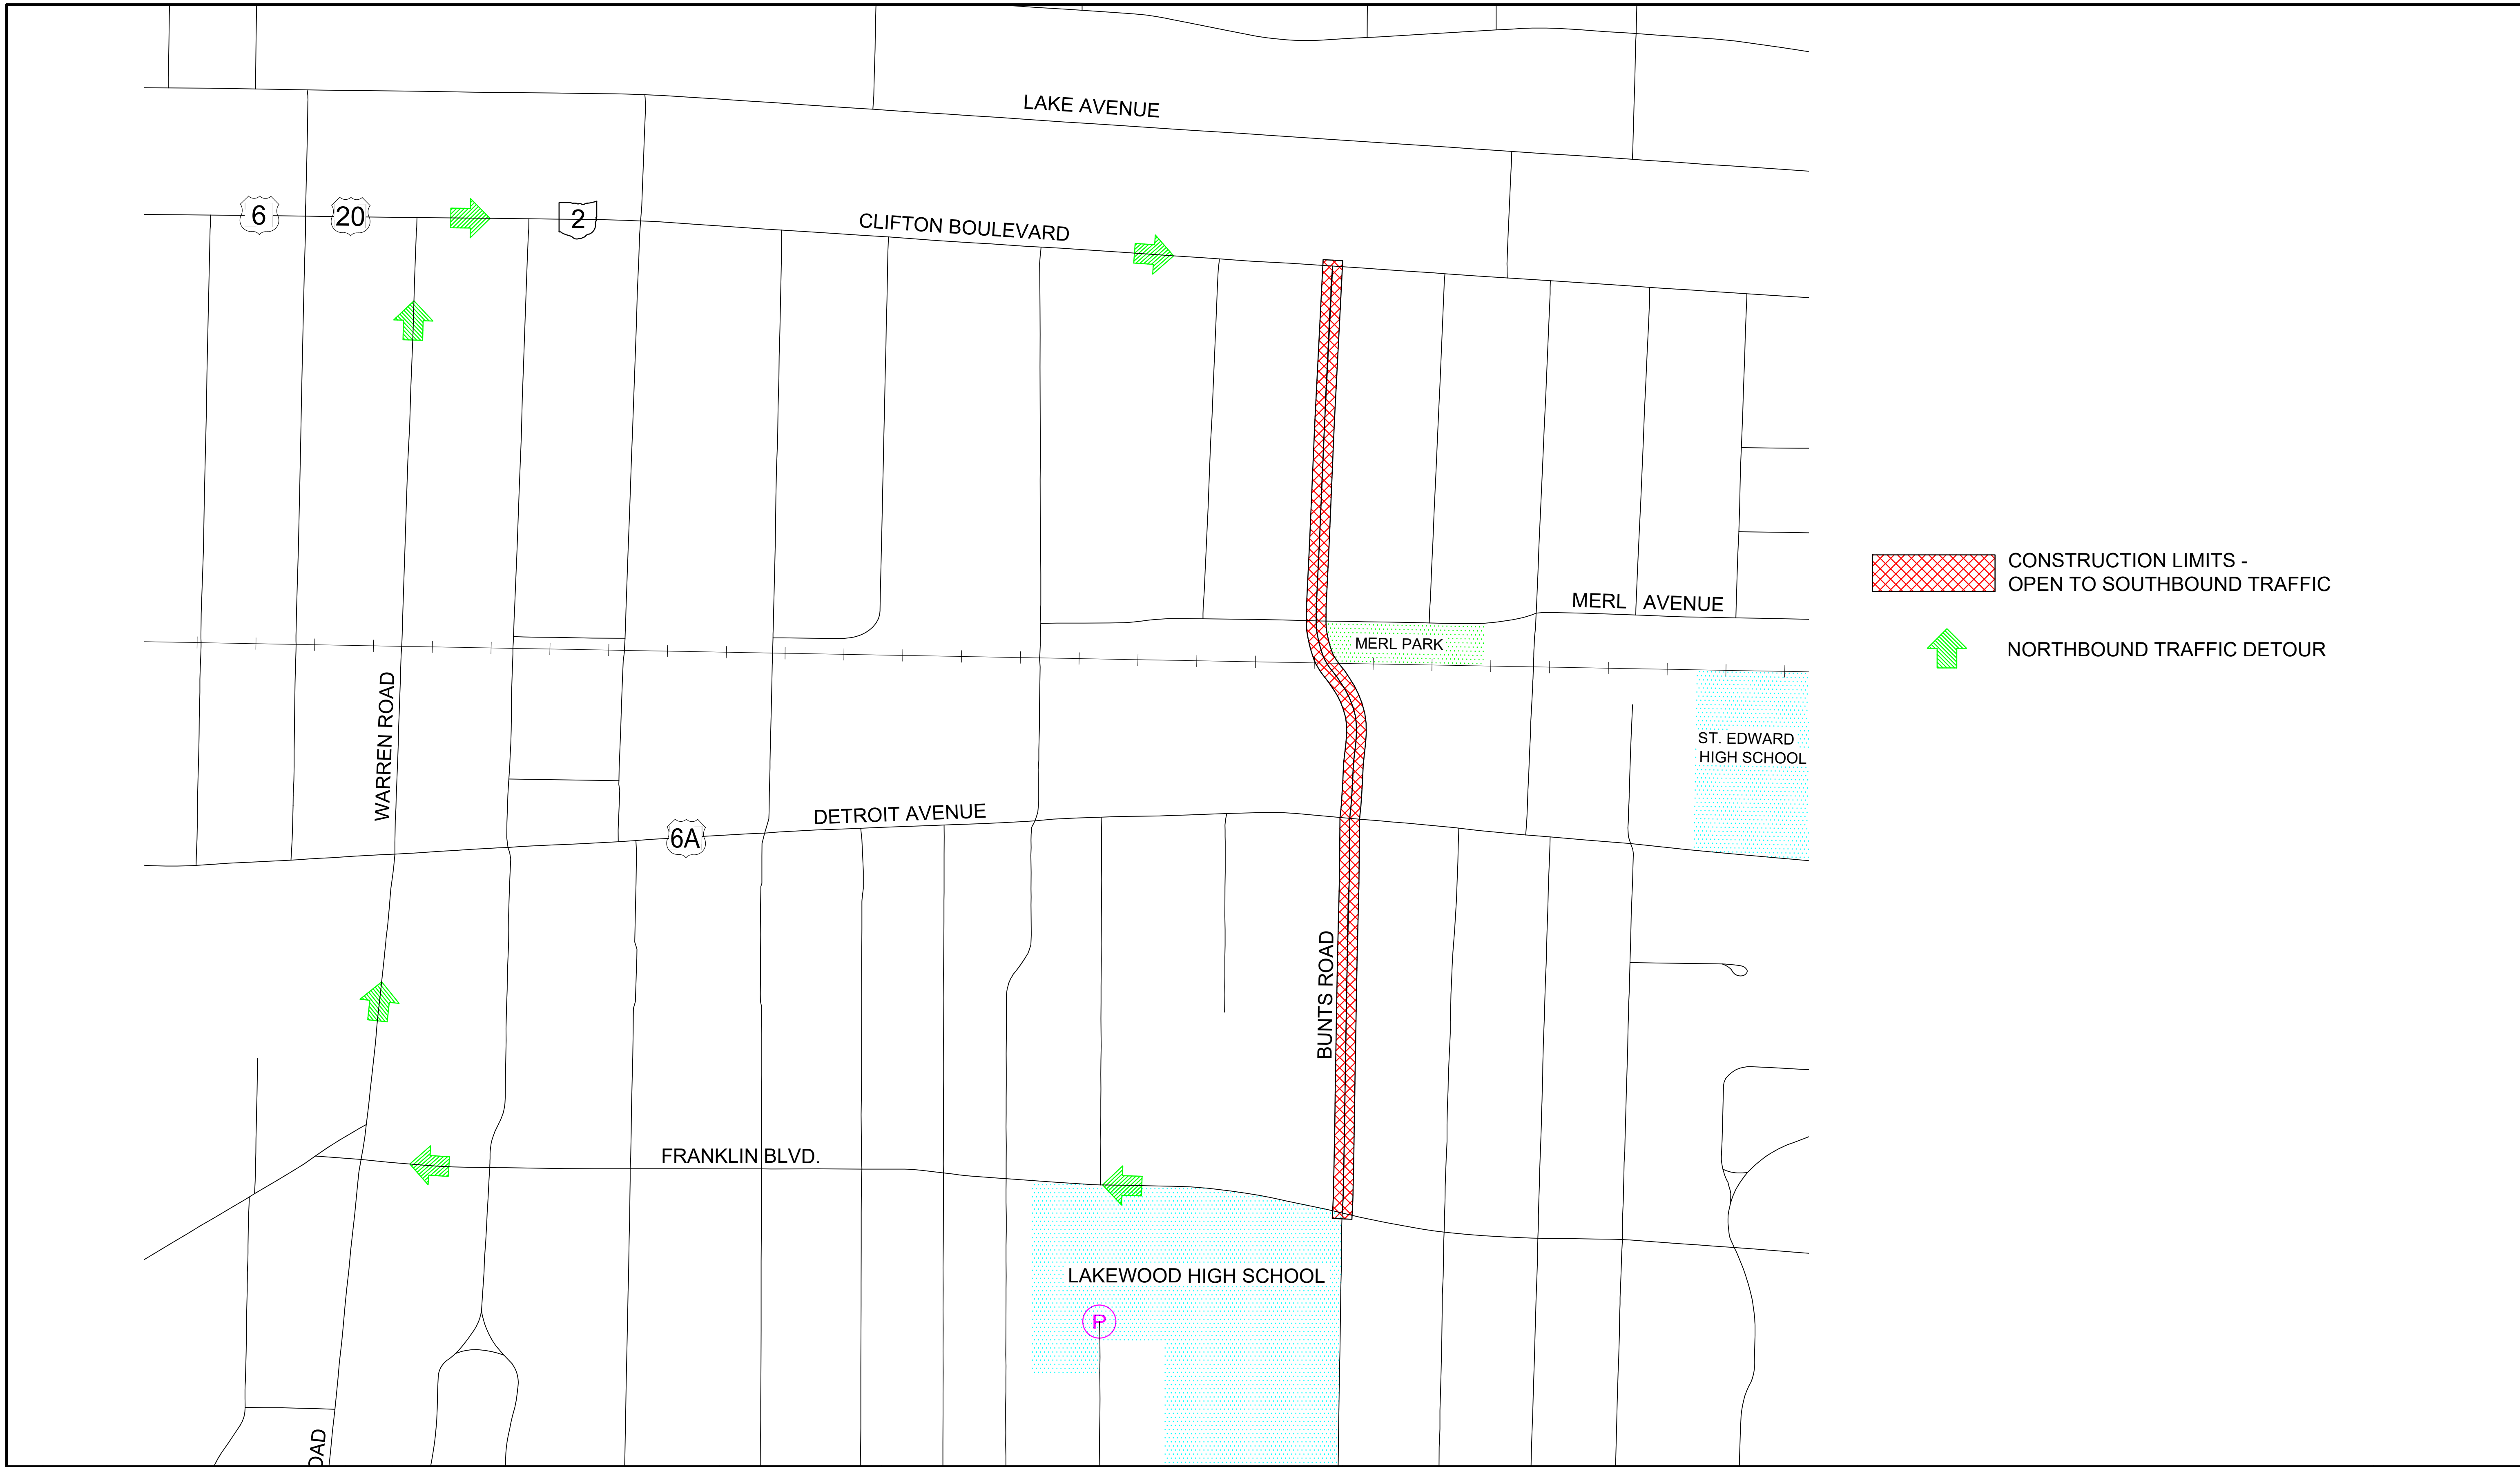 LAKE AVENUE
6
20
2
CLIFTON BOULEVARD
CONSTRUCTION LIMITS -
OPEN TO SOUTHBOUND TRAFFIC
MERL AVENUE
MERL PARK
NORTHBOUND TRAFFIC DETOUR
WARREN ROAD
ST. EDWARD
HIGH SCHOOL
DETROIT AVENUE
6A
BUNTS ROAD
FRANKLIN BLVD.
LAKEWOOD HIGH SCHOOL
P
OAD